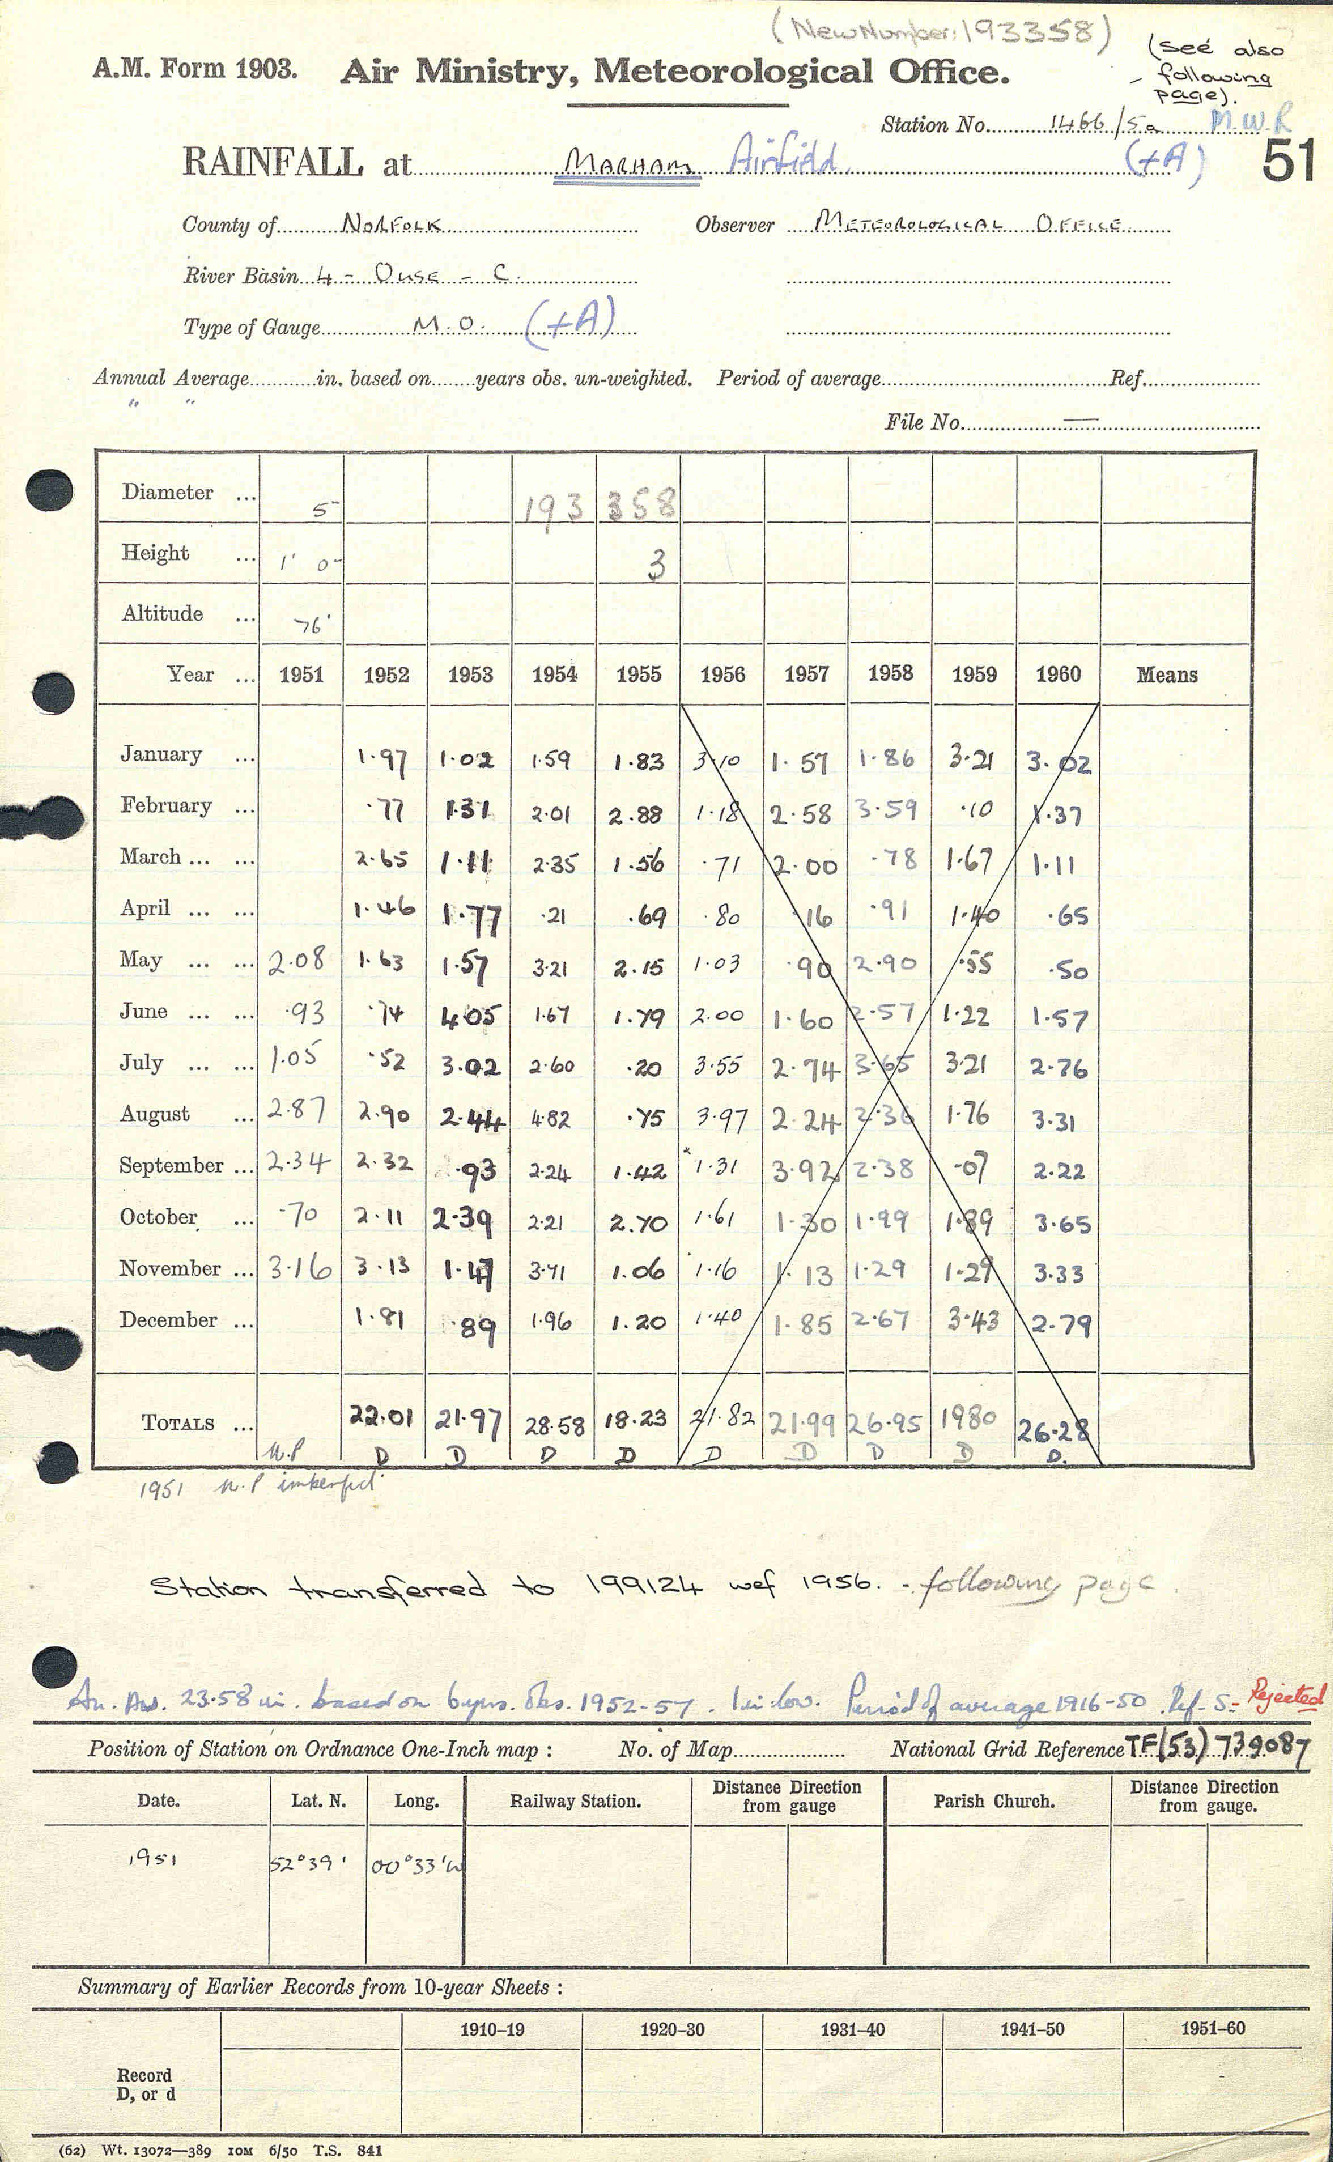 (New Number: 193358)
(see also
following
page).
A.M. Form 1903. Air Ministry, Meteorological Office.
Station No. 1466/5a M.W.R
RAINFALL at MARHAM Airfield. (+A) 51
County of NORFOLK Observer METEOROLOGICAL OFFICE
River Basin 4 - OUSE - C.
Type of Gauge M.O. (+A)
Annual Average in. based on years obs. un-weighted. Period of average Ref.
" "
File No. —
Diameter ... 5" 193 358
Height ... 1' 0" 3
Altitude ... 76'
Year ... 1951 1952 1953 1954 1955 1956 1957 1958 1959 1960 Means
January ... 1.97 1.02 1.59 1.83 3.10 1.57 1.86 3.21 3.02
February ... .77 1.31 2.01 2.88 1.18 2.58 3.59 .10 1.37
March ... ... 2.65 1.11 2.35 1.56 .71 2.00 .78 1.67 1.11
April ... ... 1.46 1.77 .21 .69 .80 .16 .91 1.40 .65
May ... ... 2.08 1.63 1.57 3.21 2.15 1.03 .90 2.90 .55 .50
June ... ... .93 .74 4.05 1.67 1.79 2.00 1.60 2.57 1.22 1.57
July ... ... 1.05 .52 3.02 2.60 .20 3.55 2.74 3.65 3.21 2.76
August ... 2.87 2.90 2.44 4.82 .75 3.97 2.24 2.36 1.76 3.31
September ... 2.34 2.32 .93 2.24 1.42 * 1.31 3.92 2.38 .07 2.22
October ... .70 2.11 2.39 2.21 2.70 1.61 1.30 1.99 1.89 3.65
November ... 3.16 3.13 1.47 3.71 1.06 1.16 1.13 1.29 1.29 3.33
December ... 1.81 .89 1.96 1.20 1.40 1.85 2.67 3.43 2.79
TOTALS ... 22.01 21.97 28.58 18.23 21.82 21.99 26.95 1980 26.28
N.P D D D D D D D D D.
1951 N.P imperfect
Station transferred to 199124 wef 1956. - following page.
An. Av. 23.58 in. based on 6 yrs. obs. 1952-57. 1 in low. Period of average 1916-50. Ref. S- Rejected
Position of Station on Ordnance One-Inch map : No. of Map National Grid Reference TF(53) 739087
Date. Lat. N. Long. Railway Station. Distance Direction from gauge Parish Church. Distance Direction from gauge.
1951 52°39' 00°33'W
Summary of Earlier Records from 10-year Sheets :
1910–19 1920–30 1931–40 1941–50 1951–60
Record
D, or d
(62) Wt. 13072—389 10M 6/50 T.S. 841